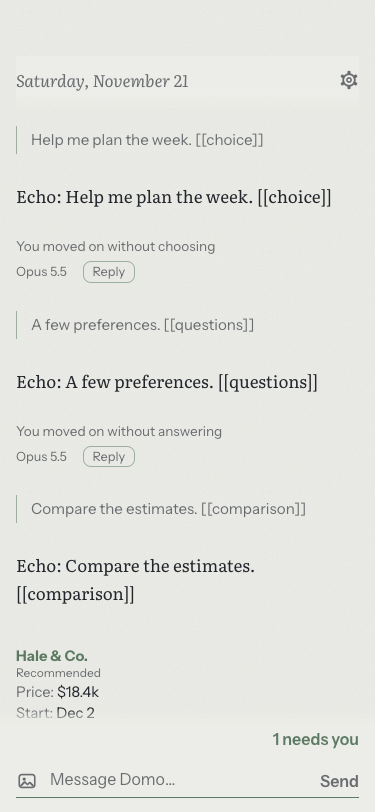 Saturday, November 21
Help me plan the week. [[choice]]
Echo: Help me plan the week. [[choice]]
You moved on without choosing
Opus 5.5 Reply
A few preferences. [[questions]]
Echo: A few preferences. [[questions]]
You moved on without answering
Opus 5.5 Reply
Compare the estimates. [[comparison]]
Echo: Compare the estimates.
[[comparison]]
Hale & Co.
Recommended
Price: $18.4k
Start: Dec 2
1 needs you
Message Domo...
Send